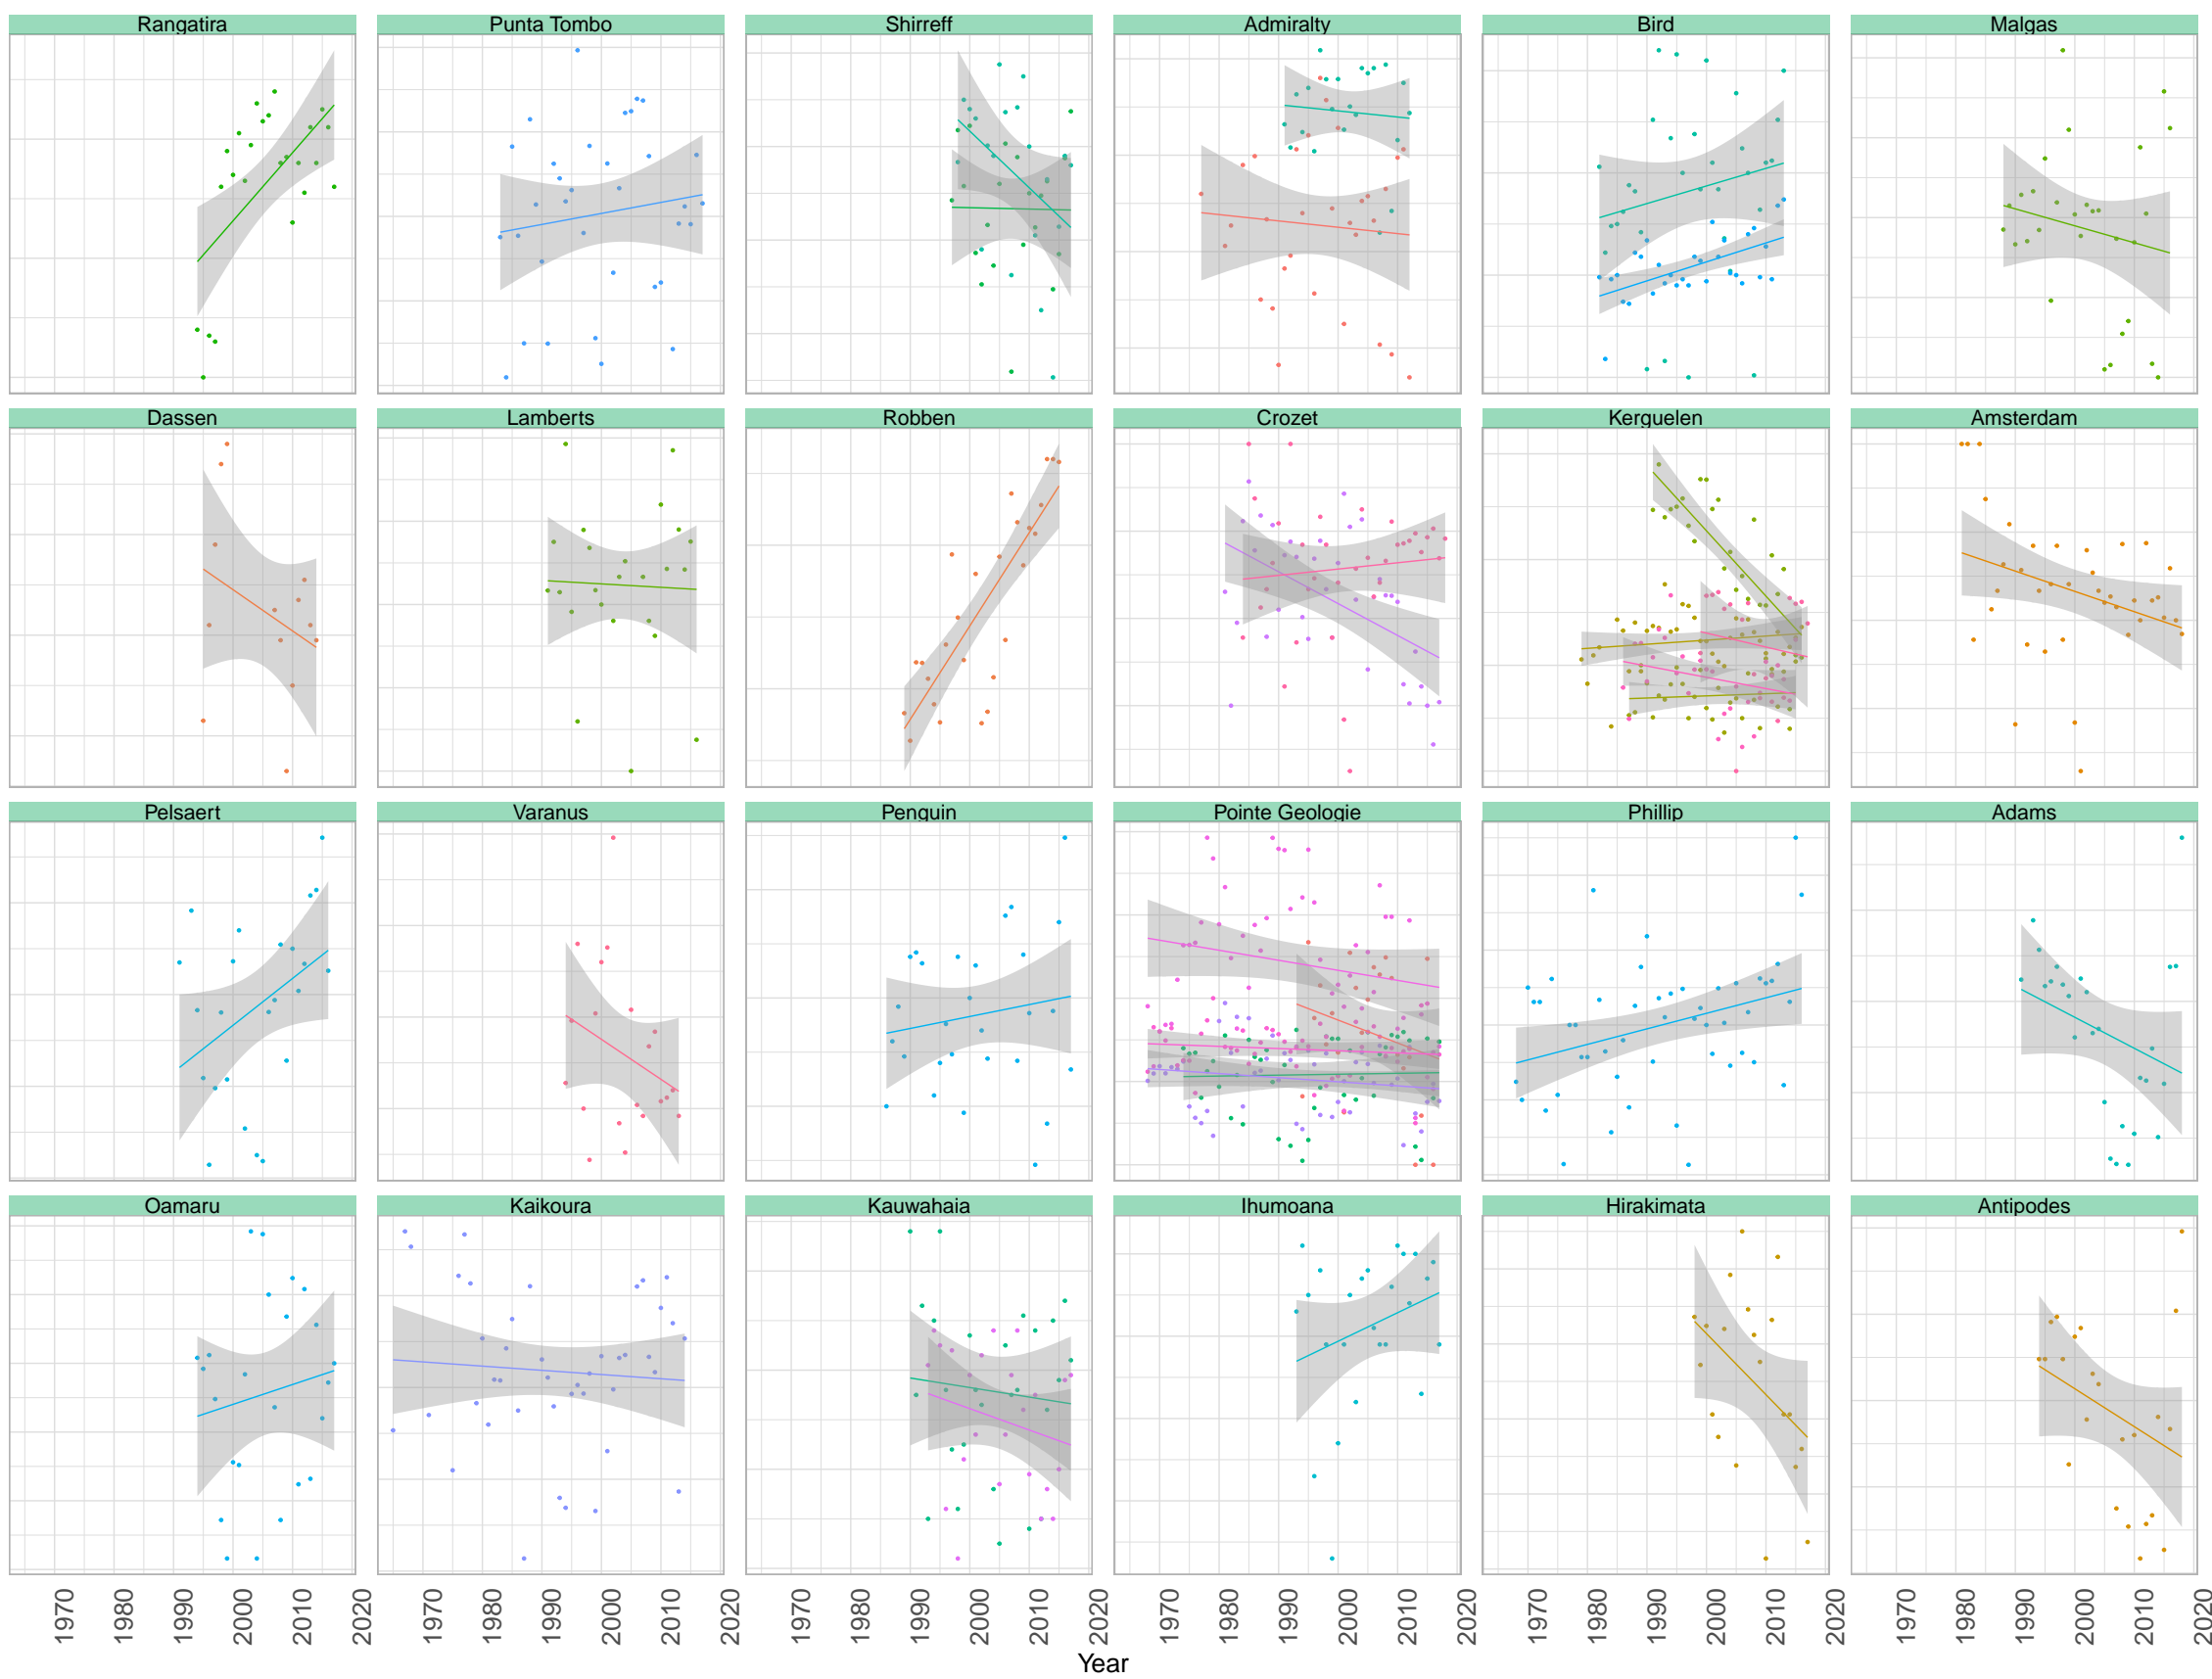 Rangatira Punta Tombo Shirreff Admiralty Bird Malgas
Dassen Lamberts Robben Crozet Kerguelen Amsterdam
Pelsaert Varanus Penguin Pointe Geologie Phillip Adams
Oamaru Kaikoura Kauwahaia Ihumoana Hirakimata Antipodes
1970 1980 1990 2000 2010 2020 1970 1980 1990 2000 2010 2020 1970 1980 1990 2000 2010 2020 1970 1980 1990 2000 2010 2020 1970 1980 1990 2000 2010 2020 1970 1980 1990 2000 2010 2020
Year